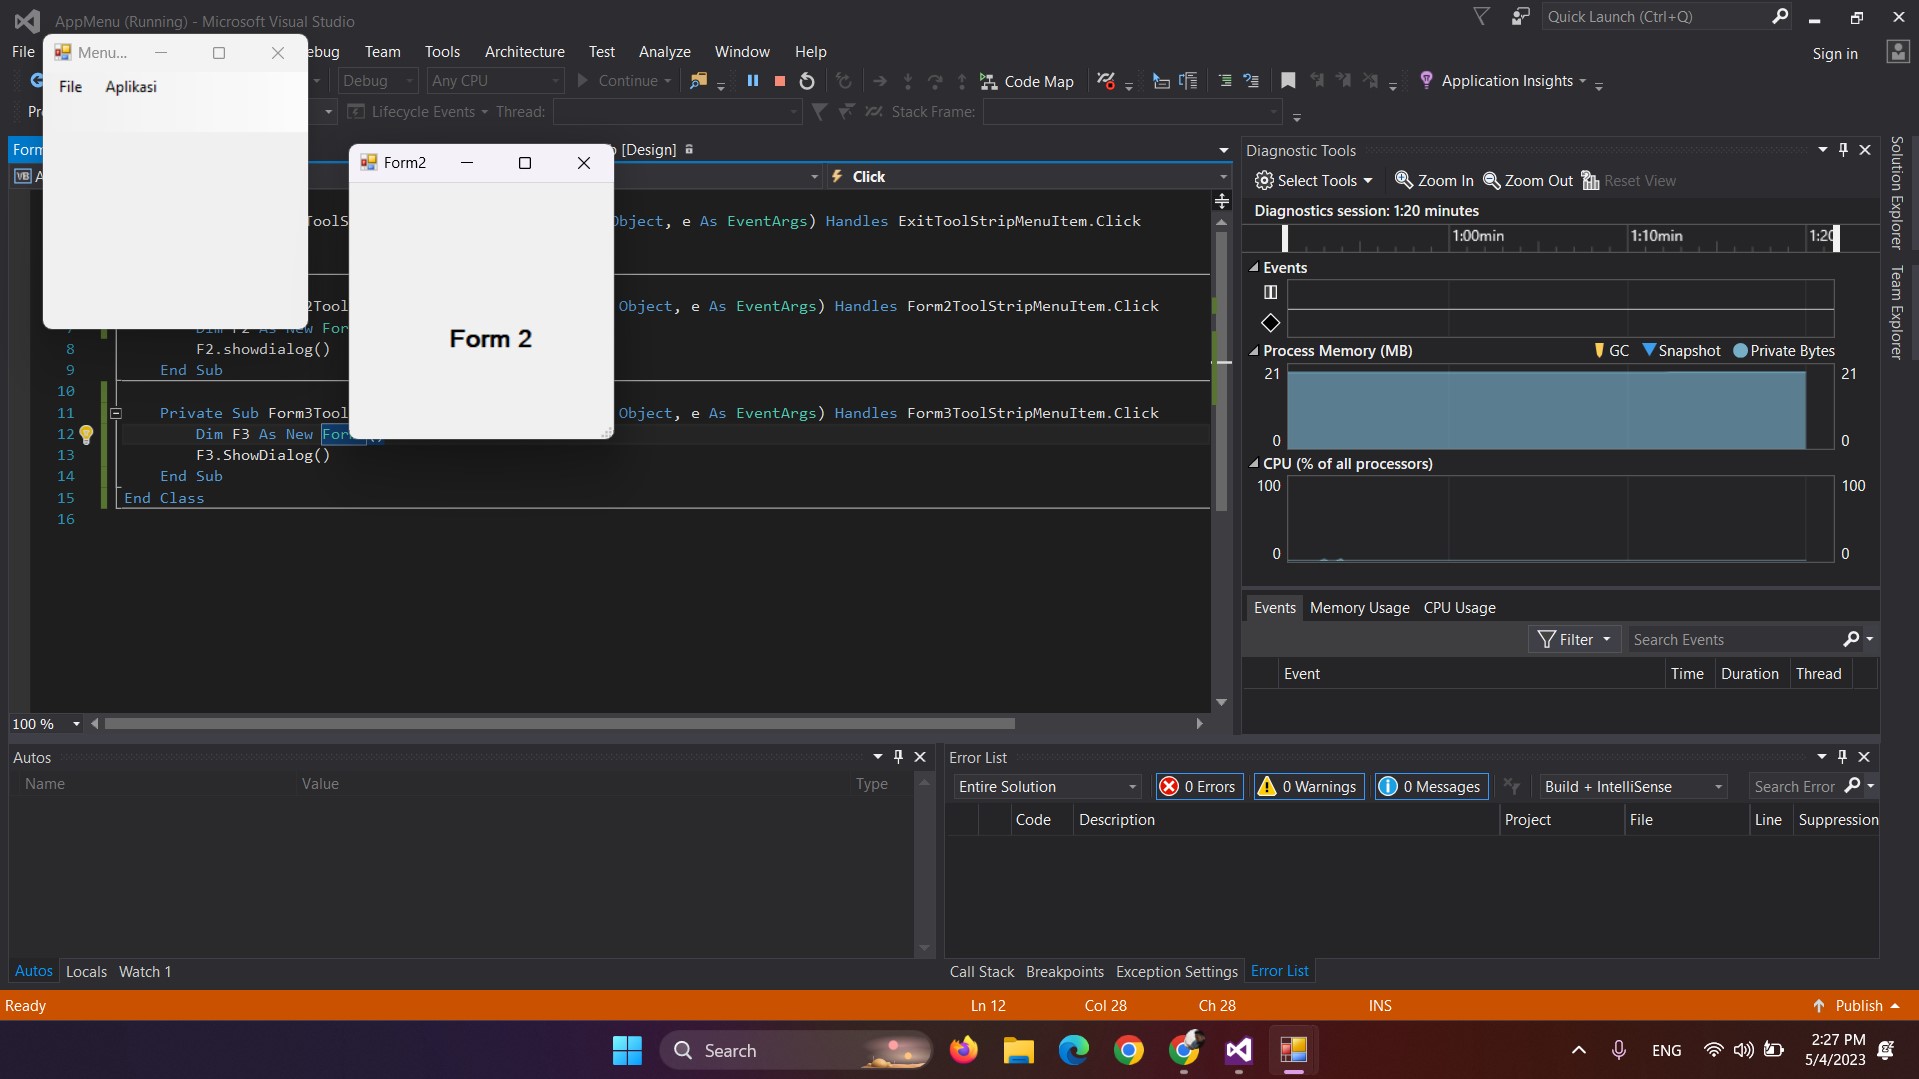 AppMenu (Running) - Microsoft Visual Studio
Quick Launch (Ctrl+Q)
File
Debug Team Tools Architecture Test Analyze Window Help
Sign in
Menu...
File Aplikasi
Debug Any CPU Continue Code Map Application Insights
Lifecycle Events Thread: Stack Frame:
Form
[Design]
Click
Form2
Form 2
ToolS
Object, e As EventArgs) Handles ExitToolStripMenuItem.Click
2Tool
Object, e As EventArgs) Handles Form2ToolStripMenuItem.Click
7 Dim F2 As New For
8 F2.showdialog()
9 End Sub
10
11 Private Sub Form3Tool Object, e As EventArgs) Handles Form3ToolStripMenuItem.Click
12 Dim F3 As New Form
13 F3.ShowDialog()
14 End Sub
15 End Class
16
100 %
Diagnostic Tools
Select Tools Zoom In Zoom Out Reset View
Diagnostics session: 1:20 minutes
1:00min 1:10min 1:20
Events
Process Memory (MB) GC Snapshot Private Bytes
21 21
0 0
CPU (% of all processors)
100 100
0 0
Events Memory Usage CPU Usage
Filter Search Events
Event Time Duration Thread
Solution Explorer
Team Explorer
Autos
Name Value Type
Autos Locals Watch 1
Error List
Entire Solution 0 Errors 0 Warnings 0 Messages Build + IntelliSense Search Error
Code Description Project File Line Suppression
Call Stack Breakpoints Exception Settings Error List
Ready Ln 12 Col 28 Ch 28 INS Publish
Search
ENG
2:27 PM
5/4/2023